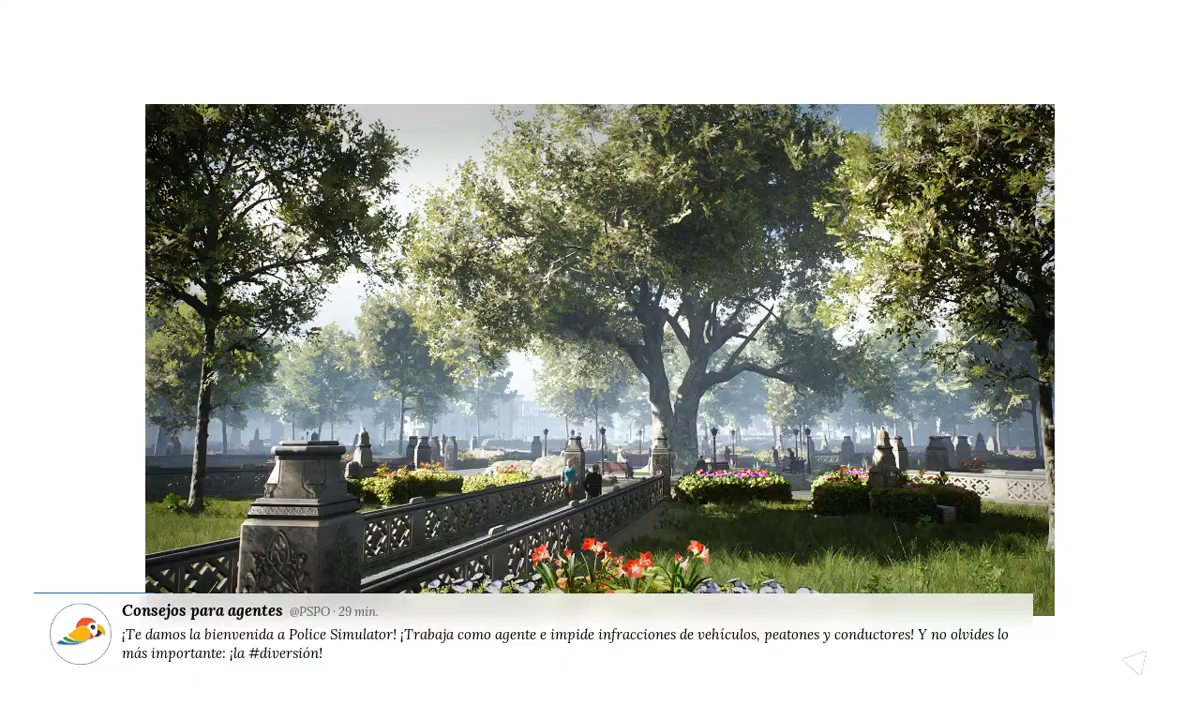 Consejos para agentes @PSPO · 29 min.
¡Te damos la bienvenida a Police Simulator! ¡Trabaja como agente e impide infracciones de vehículos, peatones y conductores! Y no olvides lo
más importante: ¡la #diversión!